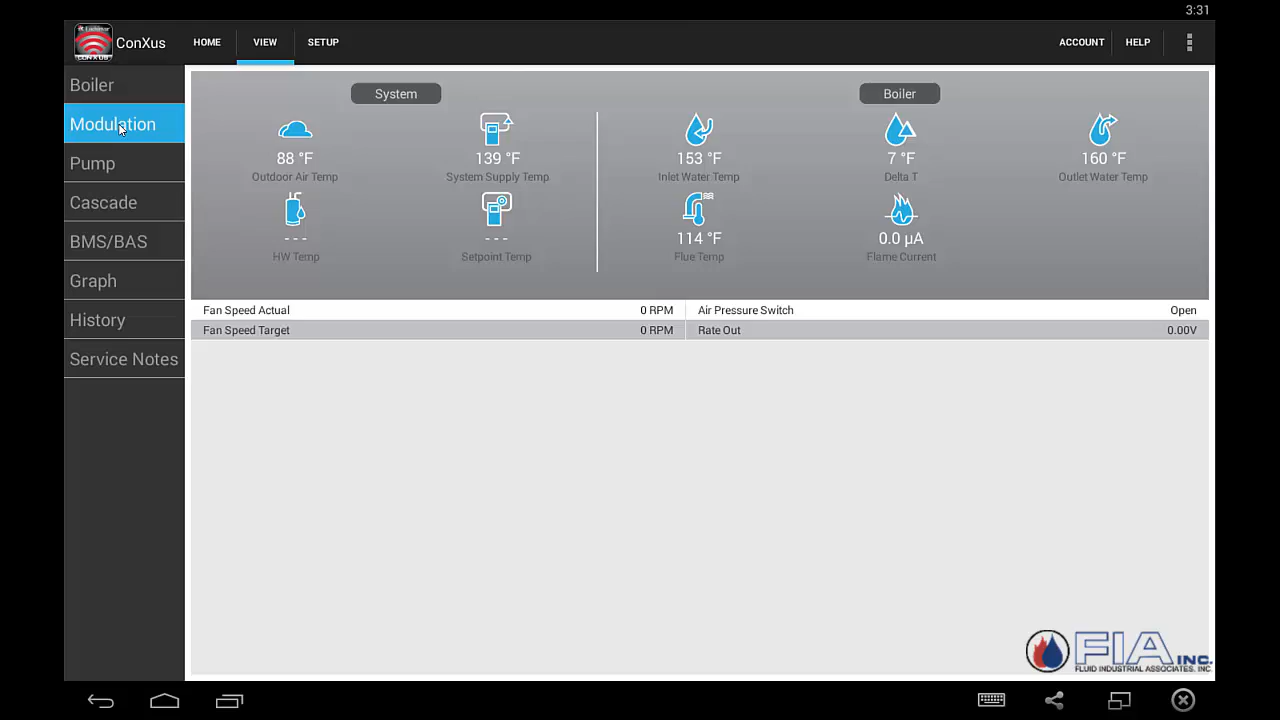 3:31
ConXus
HOME
VIEW
SETUP
ACCOUNT
HELP
Boiler
Modulation
Pump
Cascade
BMS/BAS
Graph
History
Service Notes
System
Boiler
88 °F
Outdoor Air Temp
139 °F
System Supply Temp
153 °F
Inlet Water Temp
7 °F
Delta T
160 °F
Outlet Water Temp
- - -
HW Temp
- - -
Setpoint Temp
114 °F
Flue Temp
0.0 µA
Flame Current
Fan Speed Actual 0 RPM
Air Pressure Switch Open
Fan Speed Target 0 RPM
Rate Out 0.00V
FIA INC.
FLUID INDUSTRIAL ASSOCIATES, INC.